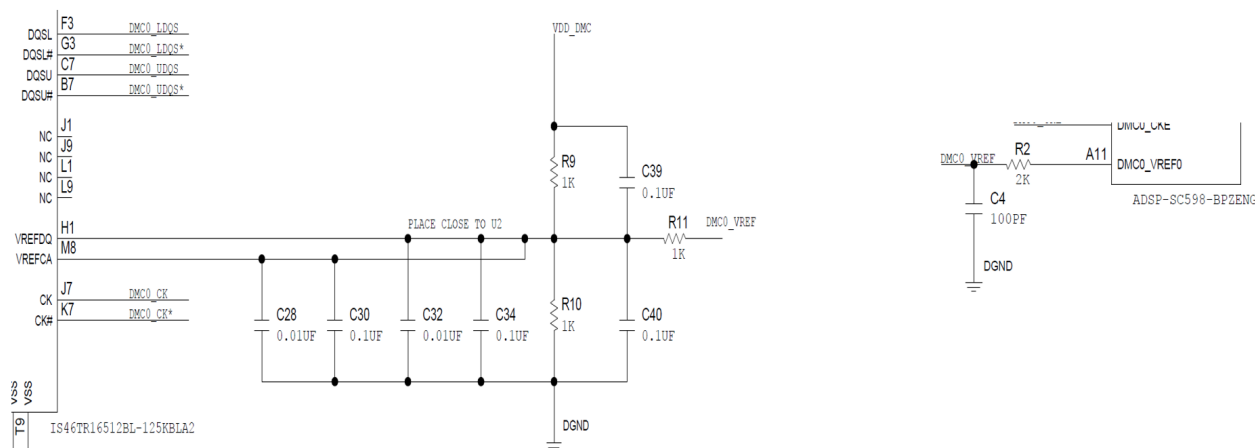 DQSL F3 DMC0_LDQS
DQSL# G3 DMC0_LDQS*
DQSU C7 DMC0_UDQS
DQSU# B7 DMC0_UDQS*
NC J1
NC J9
NC L1
NC L9
VREFDQ H1
VREFCA M8
CK J7 DMC0_CK
CK# K7 DMC0_CK*
VSS
VSS
T9
IS46TR16512BL-125KBLA2
VDD_DMC
R9
1K
C39
0.1UF
PLACE CLOSE TO U2
R11
1K
DMC0_VREF
C28
0.01UF
C30
0.1UF
C32
0.01UF
C34
0.1UF
R10
1K
C40
0.1UF
DGND
DMC0_CKE
DMC0_VREF
R2
2K
A11
DMC0_VREF0
ADSP-SC598-BPZENG
C4
100PF
DGND